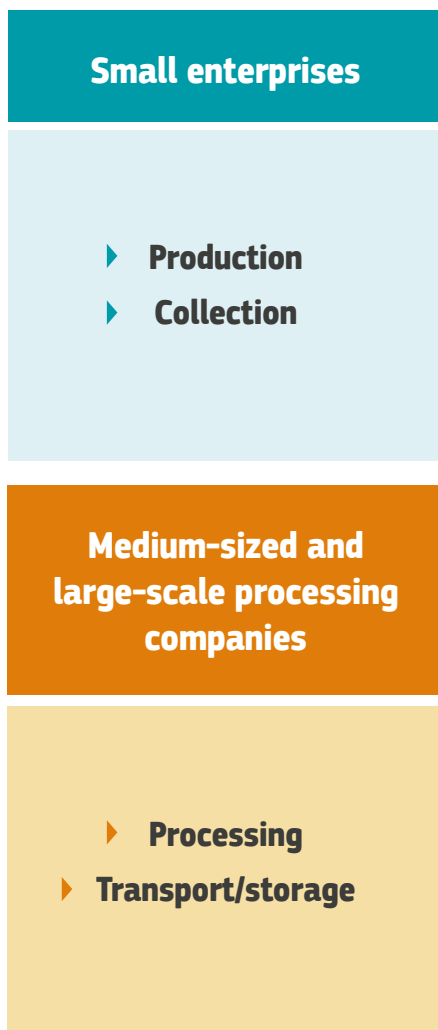 Small enterprises
Production
Collection
Medium-sized and
large-scale processing
companies
Processing
Transport/storage